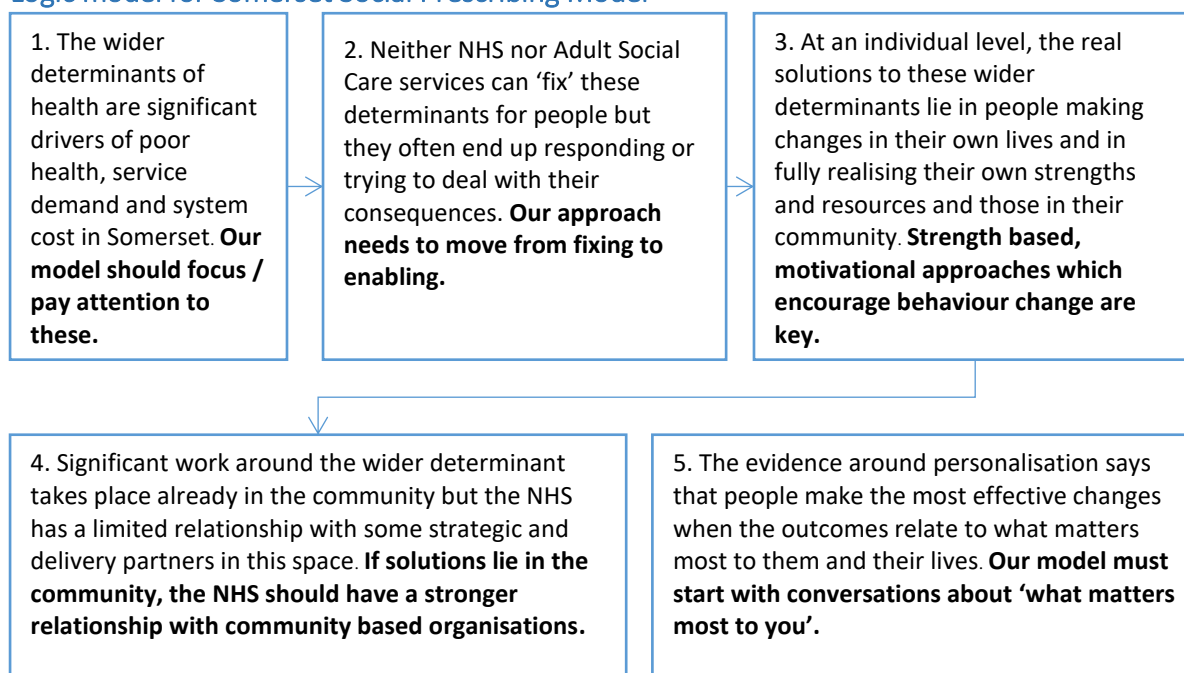 Logic model for Somerset Social Prescribing Model
1. The wider
determinants of
health are significant
drivers of poor
health, service
demand and system
cost in Somerset. Our
model should focus /
pay attention to
these.
2. Neither NHS nor Adult Social
Care services can ‘fix’ these
determinants for people but
they often end up responding or
trying to deal with their
consequences. Our approach
needs to move from fixing to
enabling.
3. At an individual level, the real
solutions to these wider
determinants lie in people making
changes in their own lives and in
fully realising their own strengths
and resources and those in their
community. Strength based,
motivational approaches which
encourage behaviour change are
key.
4. Significant work around the wider determinant
takes place already in the community but the NHS
has a limited relationship with some strategic and
delivery partners in this space. If solutions lie in the
community, the NHS should have a stronger
relationship with community based organisations.
5. The evidence around personalisation says
that people make the most effective changes
when the outcomes relate to what matters
most to them and their lives. Our model must
start with conversations about ‘what matters
most to you’.